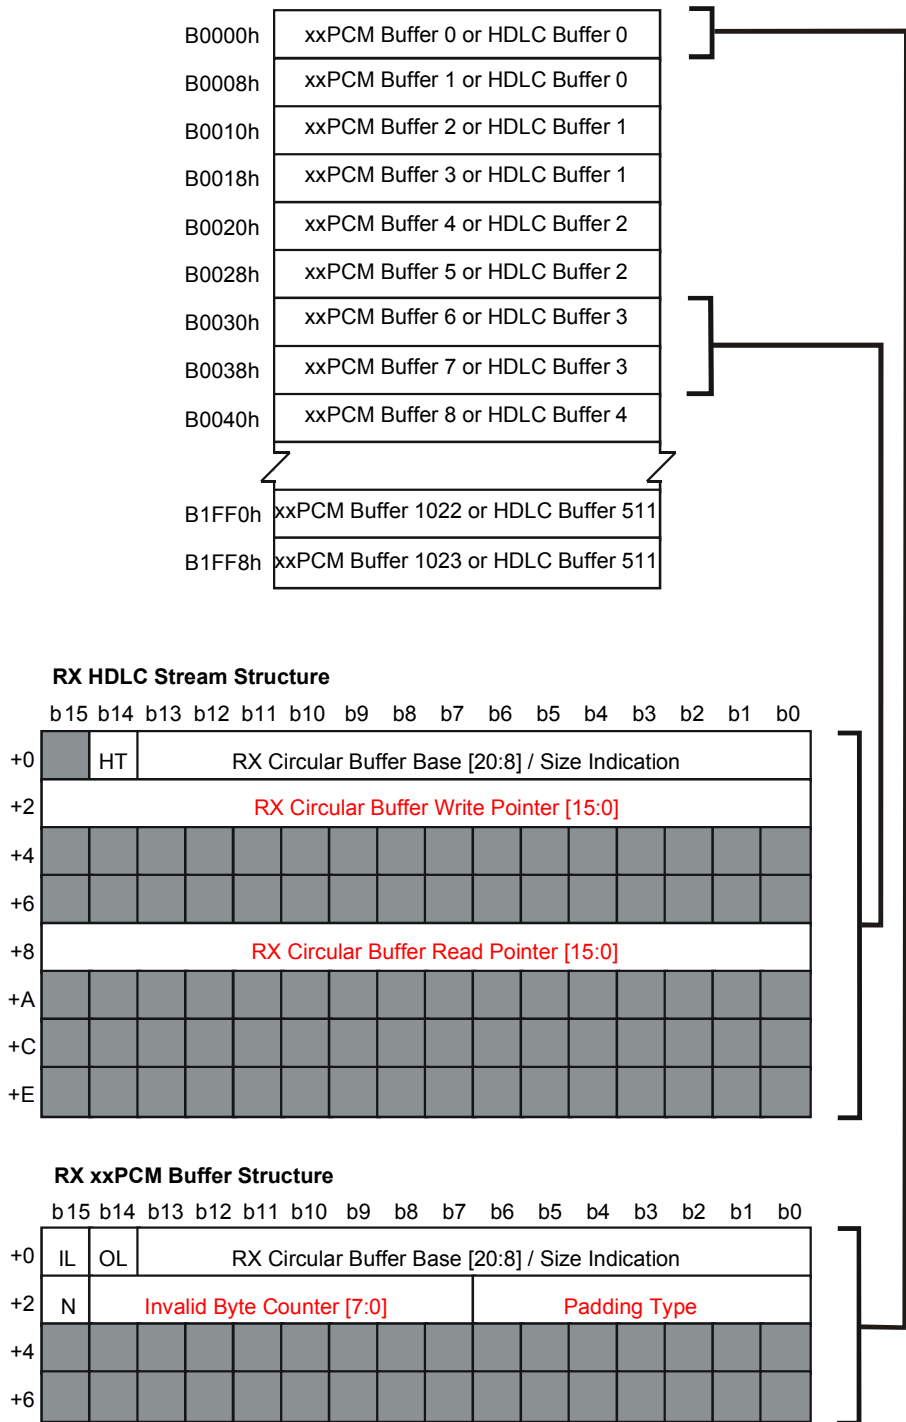 B0000h xxPCM Buffer 0 or HDLC Buffer 0
B0008h xxPCM Buffer 1 or HDLC Buffer 0
B0010h xxPCM Buffer 2 or HDLC Buffer 1
B0018h xxPCM Buffer 3 or HDLC Buffer 1
B0020h xxPCM Buffer 4 or HDLC Buffer 2
B0028h xxPCM Buffer 5 or HDLC Buffer 2
B0030h xxPCM Buffer 6 or HDLC Buffer 3
B0038h xxPCM Buffer 7 or HDLC Buffer 3
B0040h xxPCM Buffer 8 or HDLC Buffer 4
B1FF0h xxPCM Buffer 1022 or HDLC Buffer 511
B1FF8h xxPCM Buffer 1023 or HDLC Buffer 511
RX HDLC Stream Structure
b15 b14 b13 b12 b11 b10 b9 b8 b7 b6 b5 b4 b3 b2 b1 b0
+0 HT RX Circular Buffer Base [20:8] / Size Indication
+2 RX Circular Buffer Write Pointer [15:0]
+4
+6
+8 RX Circular Buffer Read Pointer [15:0]
+A
+C
+E
RX xxPCM Buffer Structure
b15 b14 b13 b12 b11 b10 b9 b8 b7 b6 b5 b4 b3 b2 b1 b0
+0 IL OL RX Circular Buffer Base [20:8] / Size Indication
+2 N Invalid Byte Counter [7:0] Padding Type
+4
+6